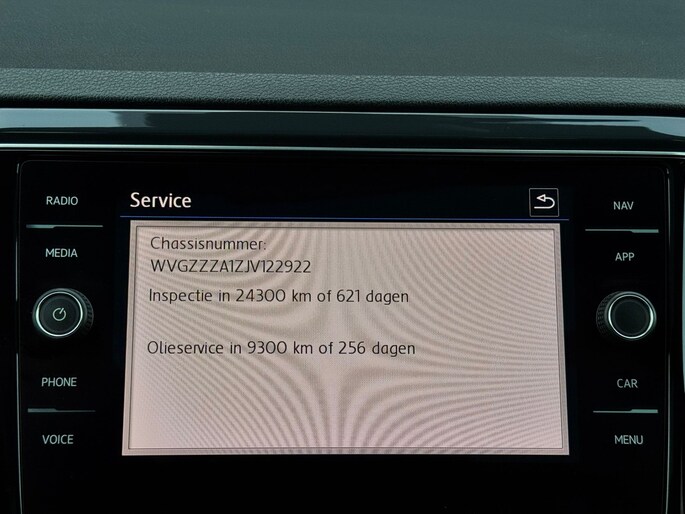 RADIO
MEDIA
PHONE
VOICE
Service
Chassisnummer:
WVGZZZA1ZJV122922
Inspectie in 24300 km of 621 dagen
Olieservice in 9300 km of 256 dagen
NAV
APP
CAR
MENU